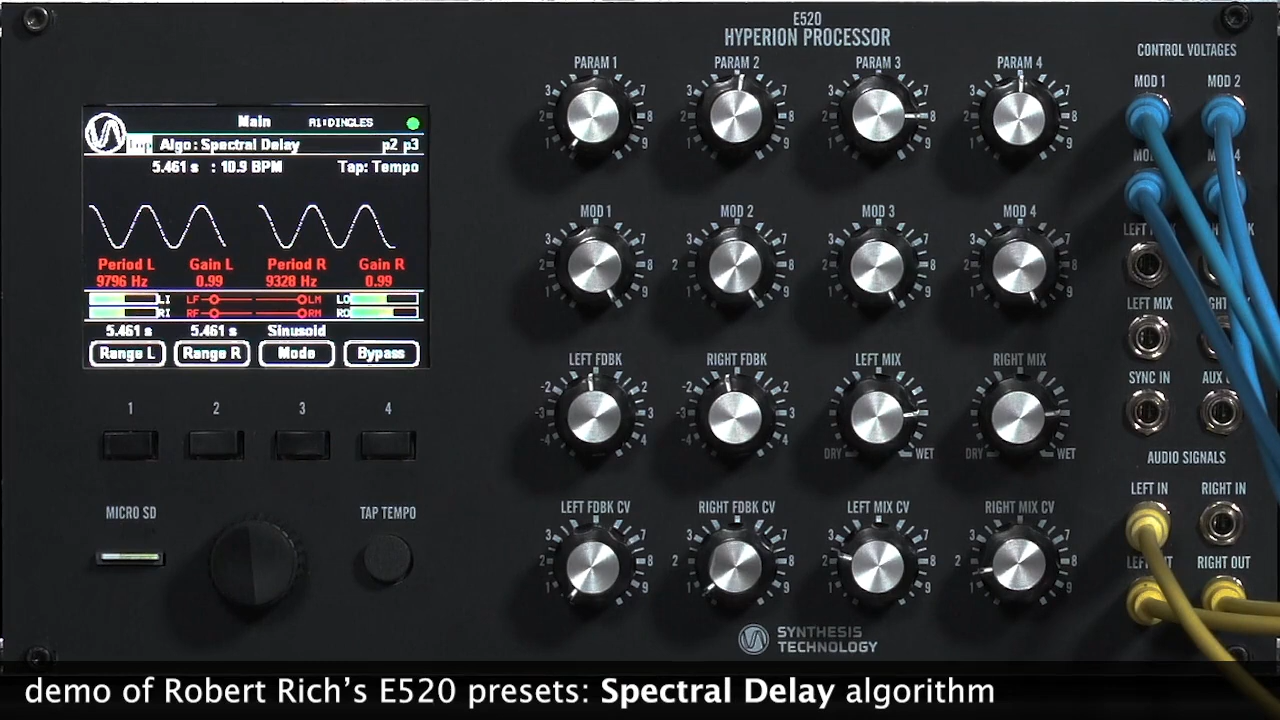 E520
HYPERION PROCESSOR
CONTROL VOLTAGES
PARAM 1 PARAM 2 PARAM 3 PARAM 4
MOD 1 MOD 2
Main A1:DINGLES
Algo : Spectral Delay p2 p3
5.461 s : 10.9 BPM Tap: Tempo
Period L Gain L Period R Gain R
9796 Hz 0.99 9328 Hz 0.99
LI LF LM LO
RI RF RM RO
5.461 s 5.461 s Sinusoid
Range L Range R Mode Bypass
1 2 3 4
MICRO SD TAP TEMPO
MOD 1 MOD 2 MOD 3 MOD 4
LEFT FDBK RIGHT FDBK LEFT MIX RIGHT MIX
DRY WET DRY WET
LEFT FDBK CV RIGHT FDBK CV LEFT MIX CV RIGHT MIX CV
LEFT MIX
SYNC IN AUX
AUDIO SIGNALS
LEFT IN RIGHT IN
LEFT RIGHT OUT
SYNTHESIS
TECHNOLOGY
demo of Robert Rich's E520 presets: Spectral Delay algorithm